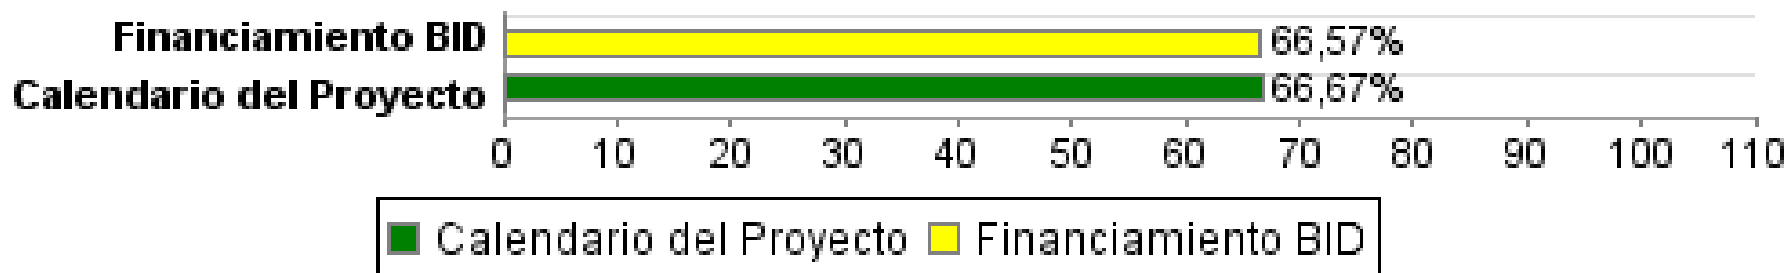 Financiamiento BID 66,57%
Calendario del Proyecto 66,67%
0 10 20 30 40 50 60 70 80 90 100 110
Calendario del Proyecto Financiamiento BID